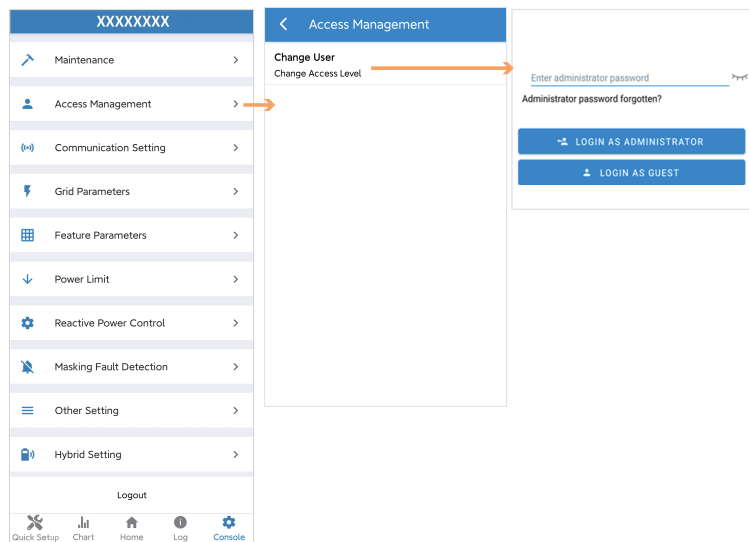 XXXXXXXX
Maintenance
Access Management
Communication Setting
Grid Parameters
Feature Parameters
Power Limit
Reactive Power Control
Masking Fault Detection
Other Setting
Hybrid Setting
Logout
Quick Setup
Chart
Home
Log
Console
Access Management
Change User
Change Access Level
Enter administrator password
Administrator password forgotten?
LOGIN AS ADMINISTRATOR
LOGIN AS GUEST